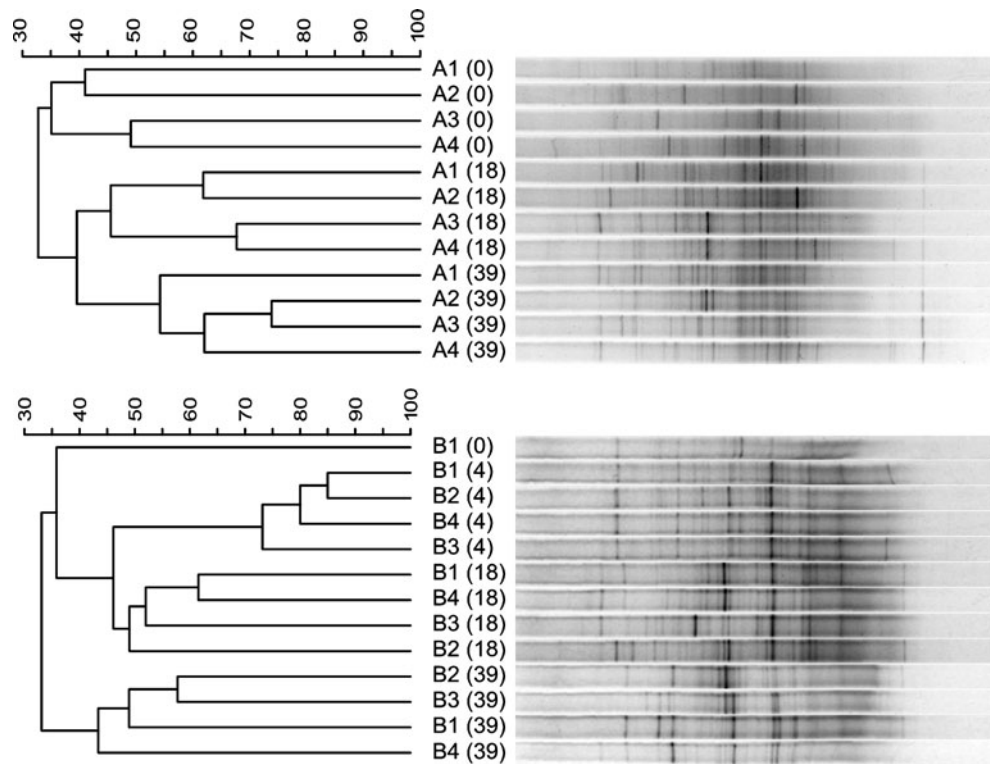 30 40 50 60 70 80 90 100
A1 (0)
A2 (0)
A3 (0)
A4 (0)
A1 (18)
A2 (18)
A3 (18)
A4 (18)
A1 (39)
A2 (39)
A3 (39)
A4 (39)
30 40 50 60 70 80 90 100
B1 (0)
B1 (4)
B2 (4)
B4 (4)
B3 (4)
B1 (18)
B4 (18)
B3 (18)
B2 (18)
B2 (39)
B3 (39)
B1 (39)
B4 (39)